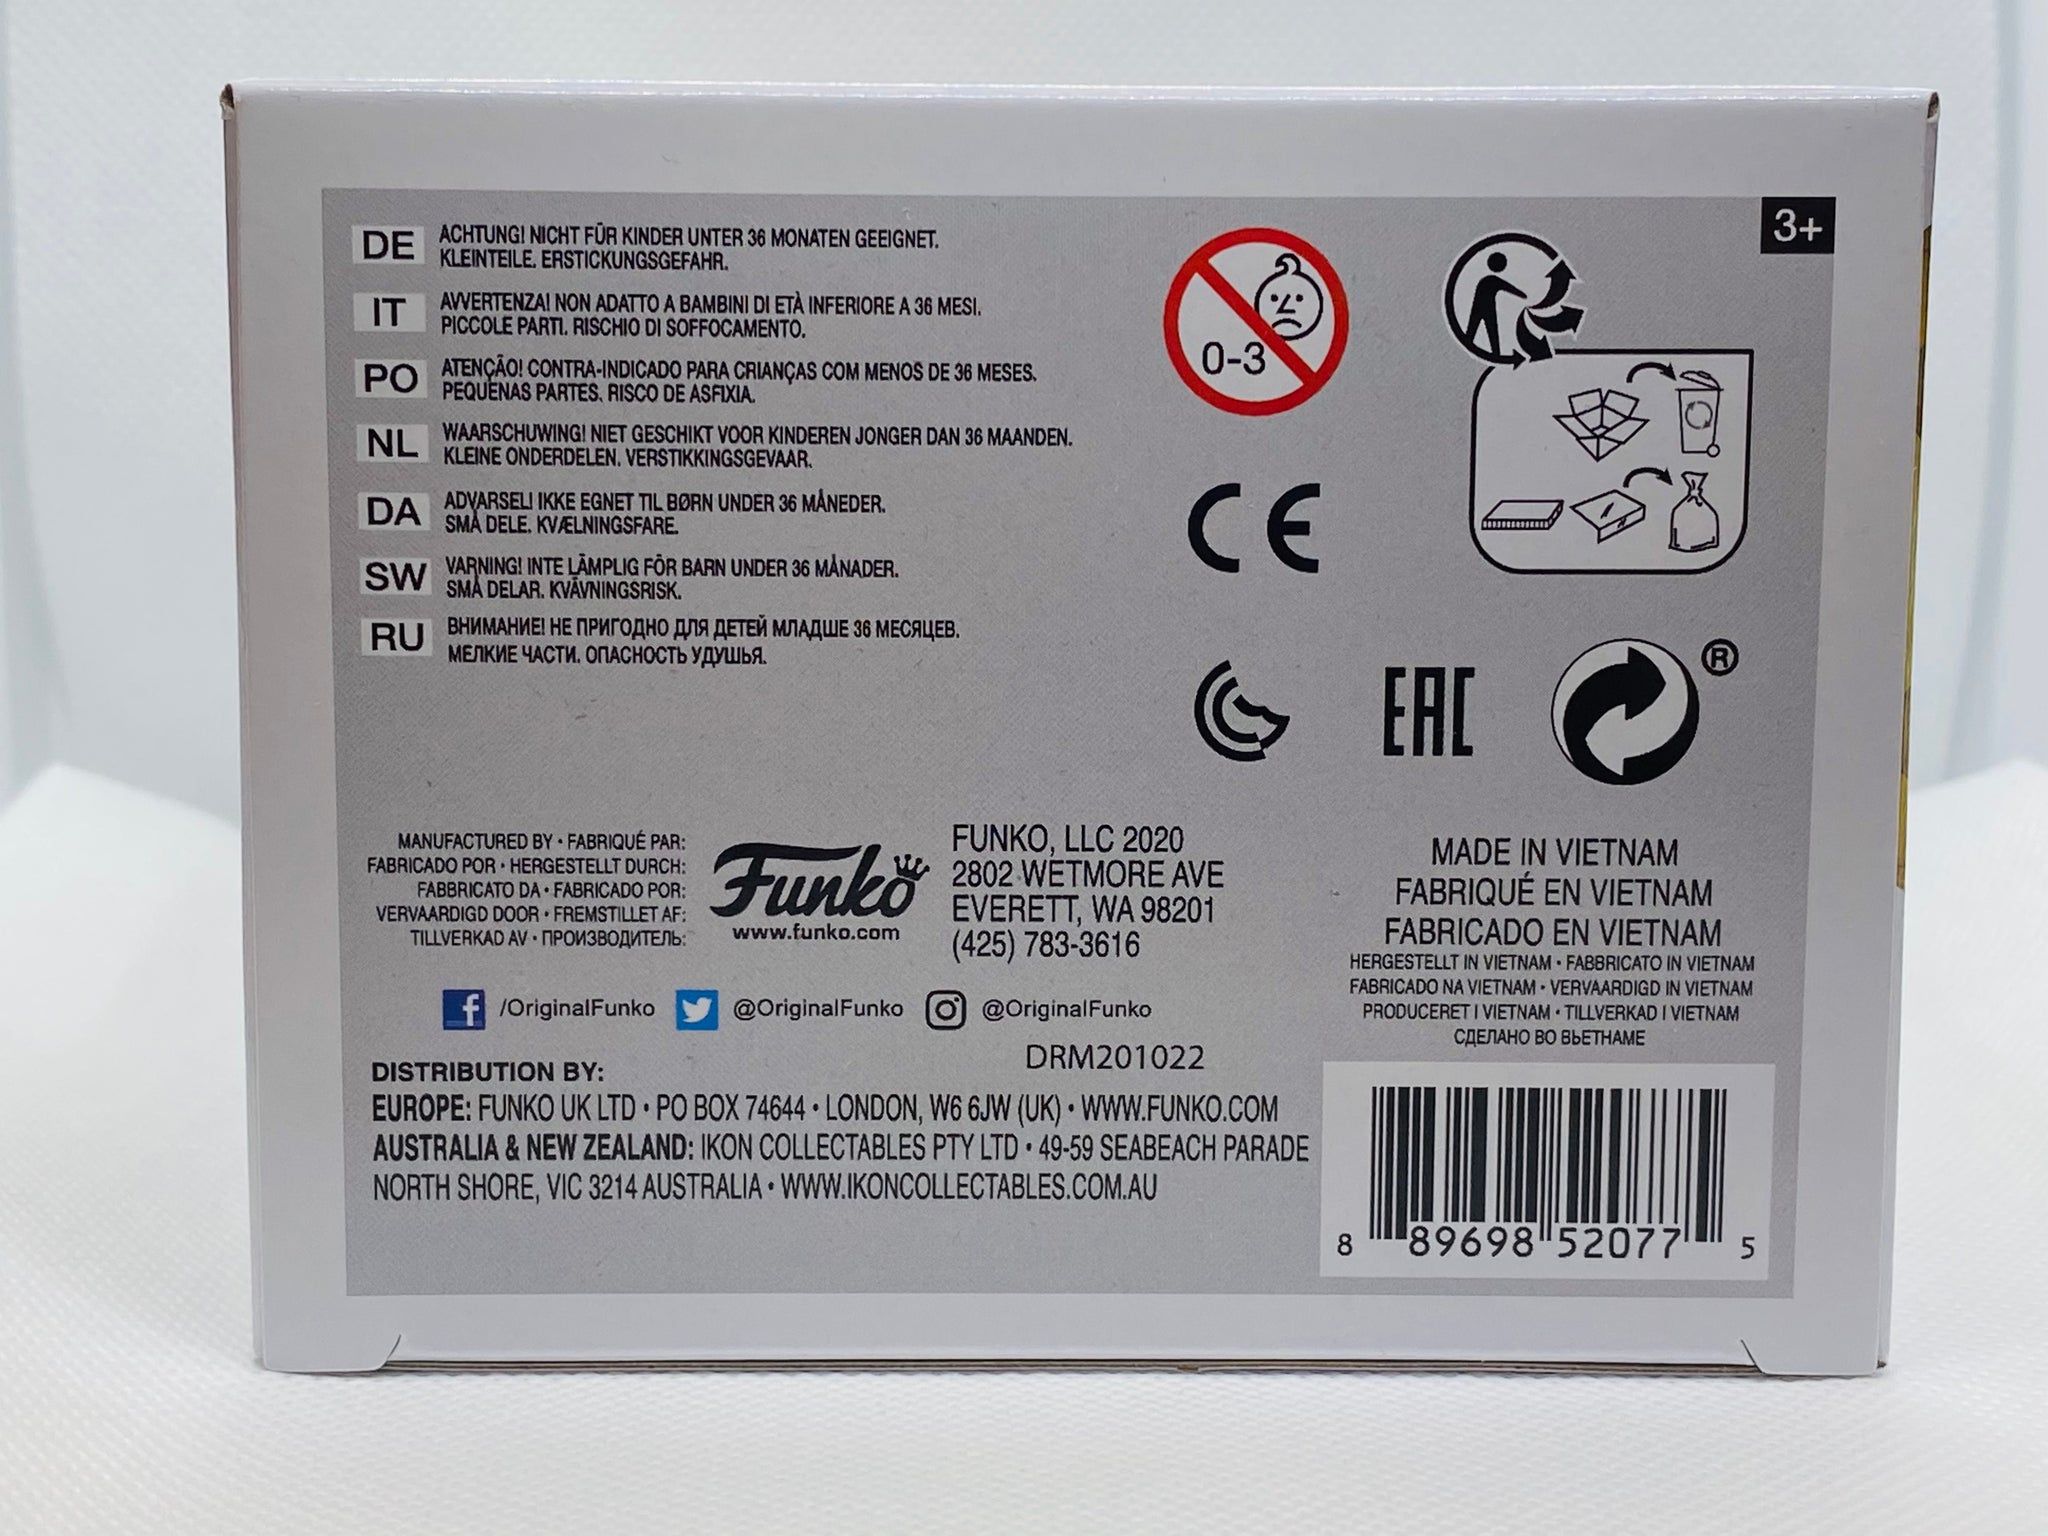 3+
DE
ACHTUNG! NICHT FÜR KINDER UNTER 36 MONATEN GEEIGNET.
KLEINTEILE. ERSTICKUNGSGEFAHR.
IT
AVVERTENZA! NON ADATTO A BAMBINI DI ETÀ INFERIORE A 36 MESI.
PICCOLE PARTI. RISCHIO DI SOFFOCAMENTO.
PO
ATENÇÃO! CONTRA-INDICADO PARA CRIANÇAS COM MENOS DE 36 MESES.
PEQUENAS PARTES. RISCO DE ASFIXIA.
NL
WAARSCHUWING! NIET GESCHIKT VOOR KINDEREN JONGER DAN 36 MAANDEN.
KLEINE ONDERDELEN. VERSTIKKINGSGEVAAR.
DA
ADVARSEL! IKKE EGNET TIL BØRN UNDER 36 MÅNEDER.
SMÅ DELE. KVÆLNINGSFARE.
SW
VARNING! INTE LÄMPLIG FÖR BARN UNDER 36 MÅNADER.
SMÅ DELAR. KVÄVNINGSRISK.
RU
ВНИМАНИЕ! НЕ ПРИГОДНО ДЛЯ ДЕТЕЙ МЛАДШЕ 36 МЕСЯЦЕВ.
МЕЛКИЕ ЧАСТИ. ОПАСНОСТЬ УДУШЬЯ.
0-3
CE
EAC
®
MANUFACTURED BY • FABRIQUÉ PAR:
FABRICADO POR • HERGESTELLT DURCH:
FABBRICATO DA • FABRICADO POR:
VERVAARDIGD DOOR • FREMSTILLET AF:
TILLVERKAD AV • ПРОИЗВОДИТЕЛЬ:
Funko
www.funko.com
FUNKO, LLC 2020
2802 WETMORE AVE
EVERETT, WA 98201
(425) 783-3616
MADE IN VIETNAM
FABRIQUÉ EN VIETNAM
FABRICADO EN VIETNAM
HERGESTELLT IN VIETNAM • FABBRICATO IN VIETNAM
FABRICADO NA VIETNAM • VERVAARDIGD IN VIETNAM
PRODUCERET I VIETNAM • TILLVERKAD I VIETNAM
СДЕЛАНО ВО ВЬЕТНАМЕ
/OriginalFunko @OriginalFunko @OriginalFunko
DRM201022
DISTRIBUTION BY:
EUROPE: FUNKO UK LTD • PO BOX 74644 • LONDON, W6 6JW (UK) • WWW.FUNKO.COM
AUSTRALIA & NEW ZEALAND: IKON COLLECTABLES PTY LTD • 49-59 SEABEACH PARADE
NORTH SHORE, VIC 3214 AUSTRALIA • WWW.IKONCOLLECTABLES.COM.AU
8 89698 52077 5